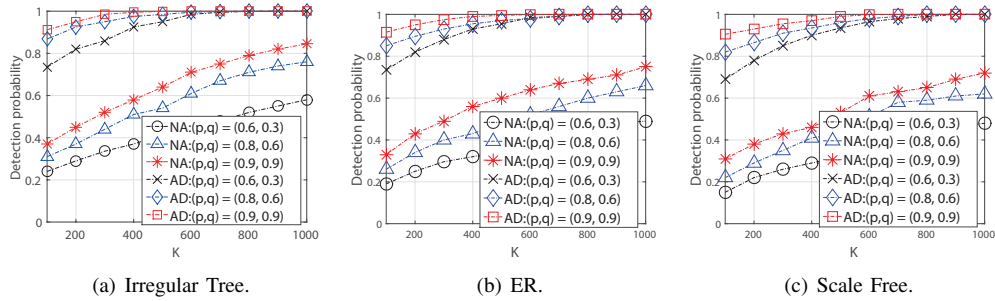 Detection probability
1
0.8
0.6
0.4
0.2
0
200 400 600 800 1000
K
NA:(p,q) = (0.6, 0.3)
NA:(p,q) = (0.8, 0.6)
NA:(p,q) = (0.9, 0.9)
AD:(p,q) = (0.6, 0.3)
AD:(p,q) = (0.8, 0.6)
AD:(p,q) = (0.9, 0.9)
(a) Irregular Tree.
Detection probability
1
0.8
0.6
0.4
0.2
0
200 400 600 800 1000
K
NA:(p,q) = (0.6, 0.3)
NA:(p,q) = (0.8, 0.6)
NA:(p,q) = (0.9, 0.9)
AD:(p,q) = (0.6, 0.3)
AD:(p,q) = (0.8, 0.6)
AD:(p,q) = (0.9, 0.9)
(b) ER.
Detection probability
1
0.8
0.6
0.4
0.2
0
200 400 600 800 1000
K
NA:(p,q) = (0.6, 0.3)
NA:(p,q) = (0.8, 0.6)
NA:(p,q) = (0.9, 0.9)
AD:(p,q) = (0.6, 0.3)
AD:(p,q) = (0.8, 0.6)
AD:(p,q) = (0.9, 0.9)
(c) Scale Free.